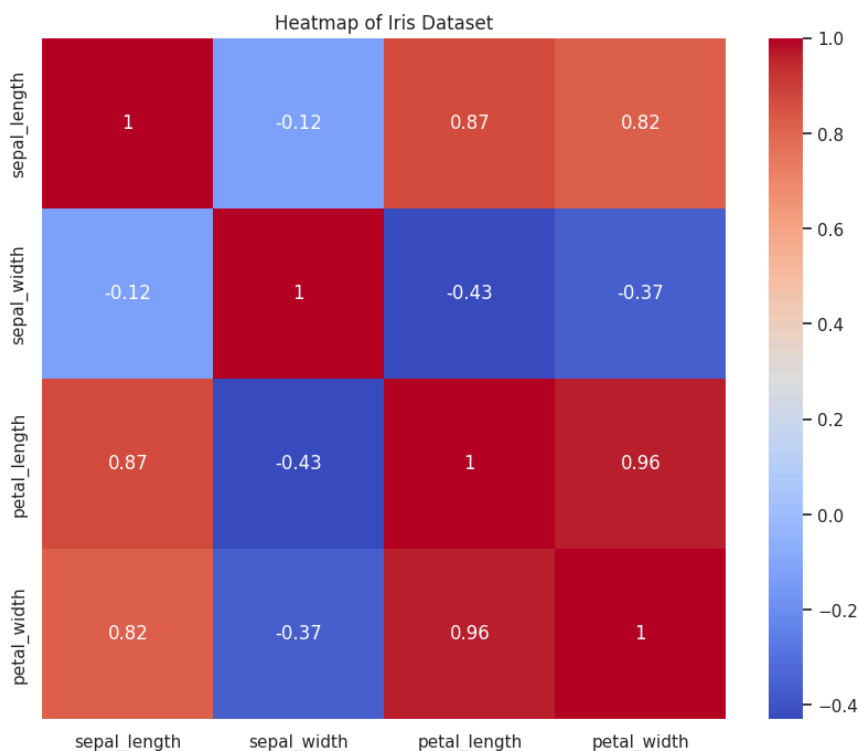 Heatmap of Iris Dataset
sepal_length
1
-0.12
0.87
0.82
sepal_width
-0.12
1
-0.43
-0.37
petal_length
0.87
-0.43
1
0.96
petal_width
0.82
-0.37
0.96
1
sepal_length
sepal_width
petal_length
petal_width
1.0
0.8
0.6
0.4
0.2
0.0
−0.2
−0.4